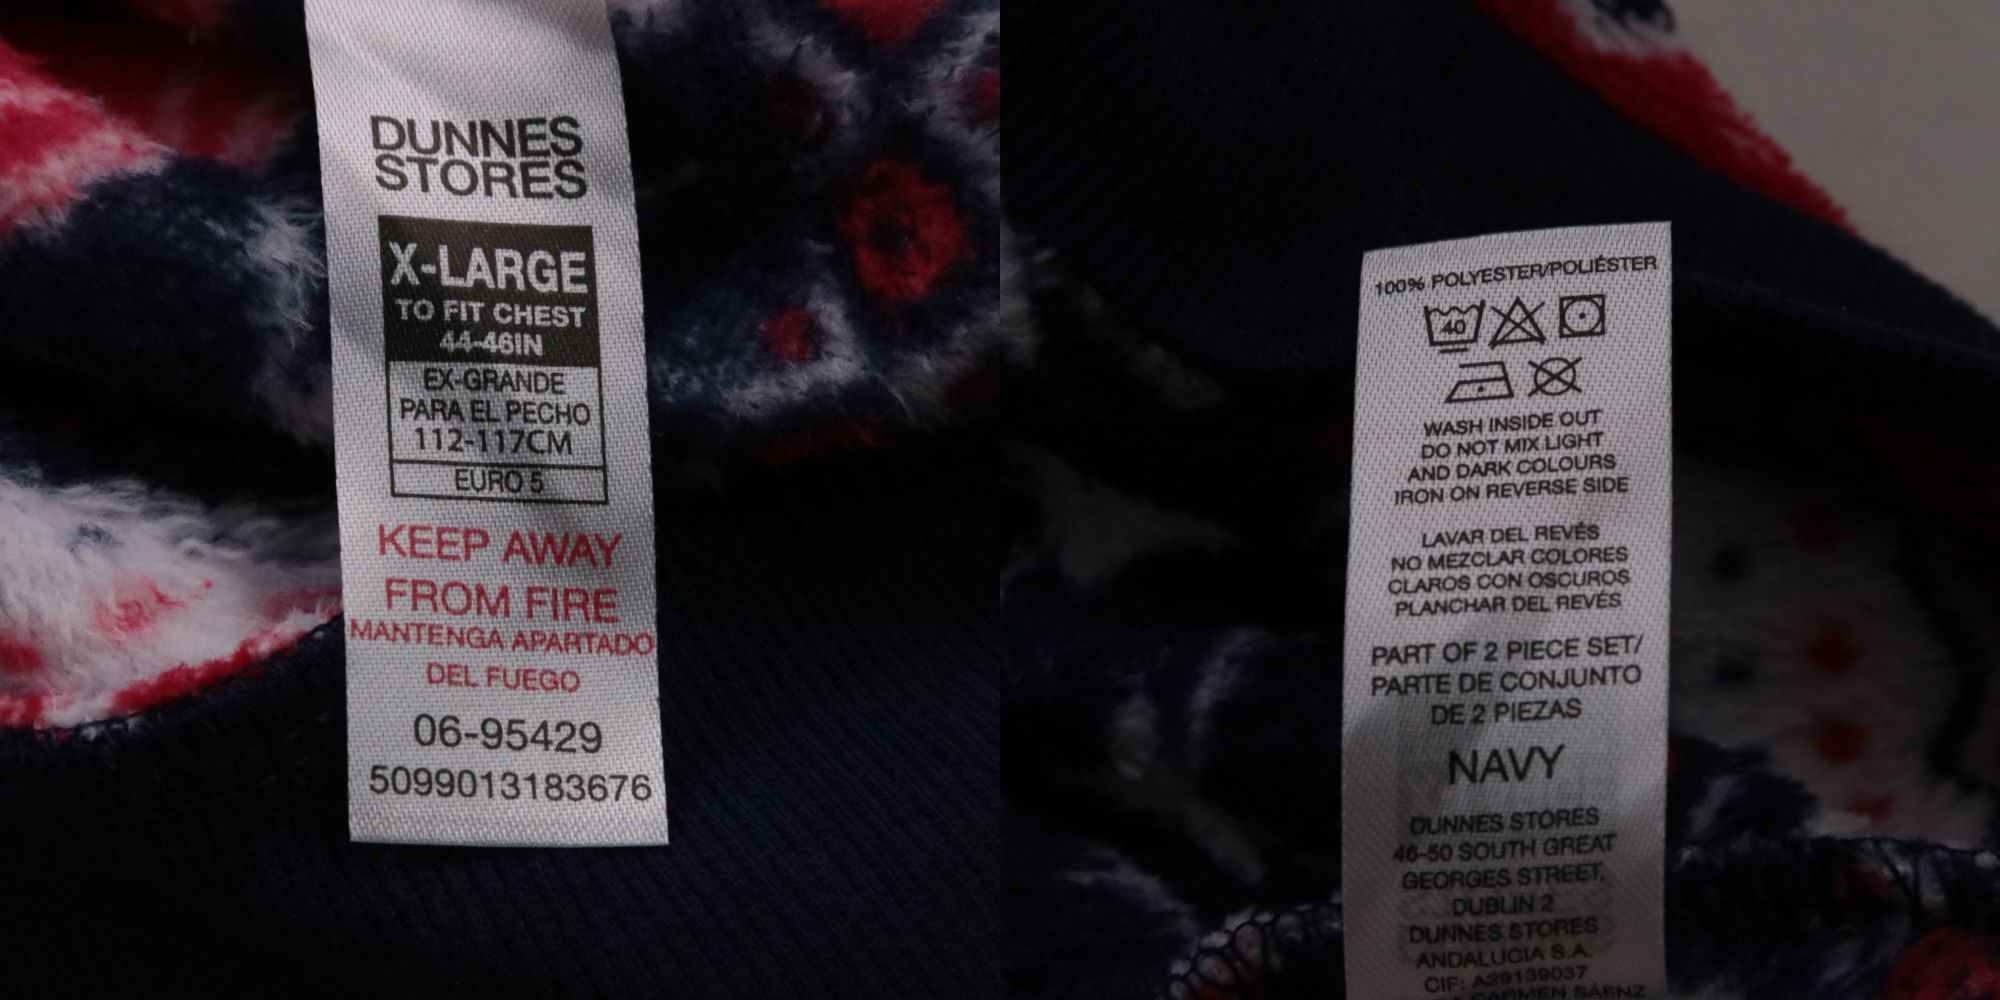 DUNNES
STORES
X-LARGE
TO FIT CHEST
44-46IN
EX-GRANDE
PARA EL PECHO
112-117CM
EURO 5
KEEP AWAY
FROM FIRE
MANTENGA APARTADO
DEL FUEGO
06-95429
5099013183676
100% POLYESTER/POLIÉSTER
40
WASH INSIDE OUT
DO NOT MIX LIGHT
AND DARK COLOURS
IRON ON REVERSE SIDE
LAVAR DEL REVÉS
NO MEZCLAR COLORES
CLAROS CON OSCUROS
PLANCHAR DEL REVÉS
PART OF 2 PIECE SET/
PARTE DE CONJUNTO
DE 2 PIEZAS
NAVY
DUNNES STORES
46-50 SOUTH GREAT
GEORGES STREET,
DUBLIN 2
DUNNES STORES
ANDALUCIA S.A.
CIF: A29139037
CARMEN SÁENZ